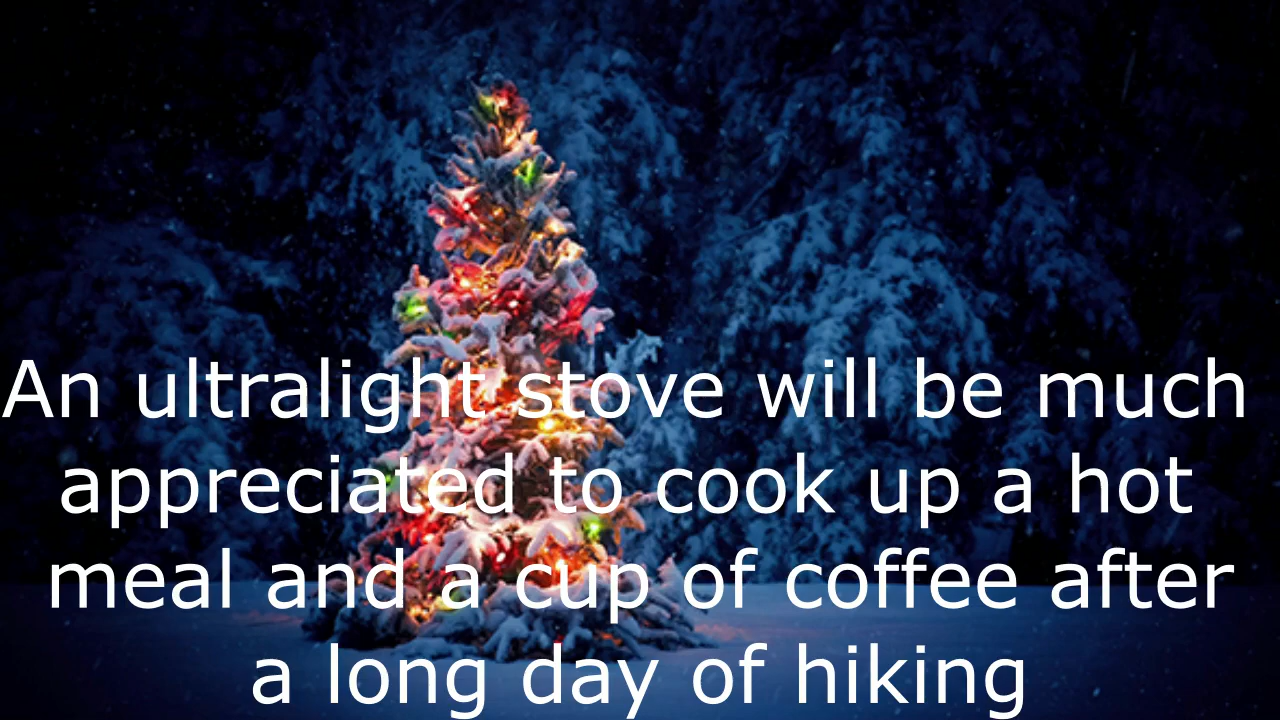 An ultralight stove will be much
appreciated to cook up a hot
meal and a cup of coffee after
a long day of hiking